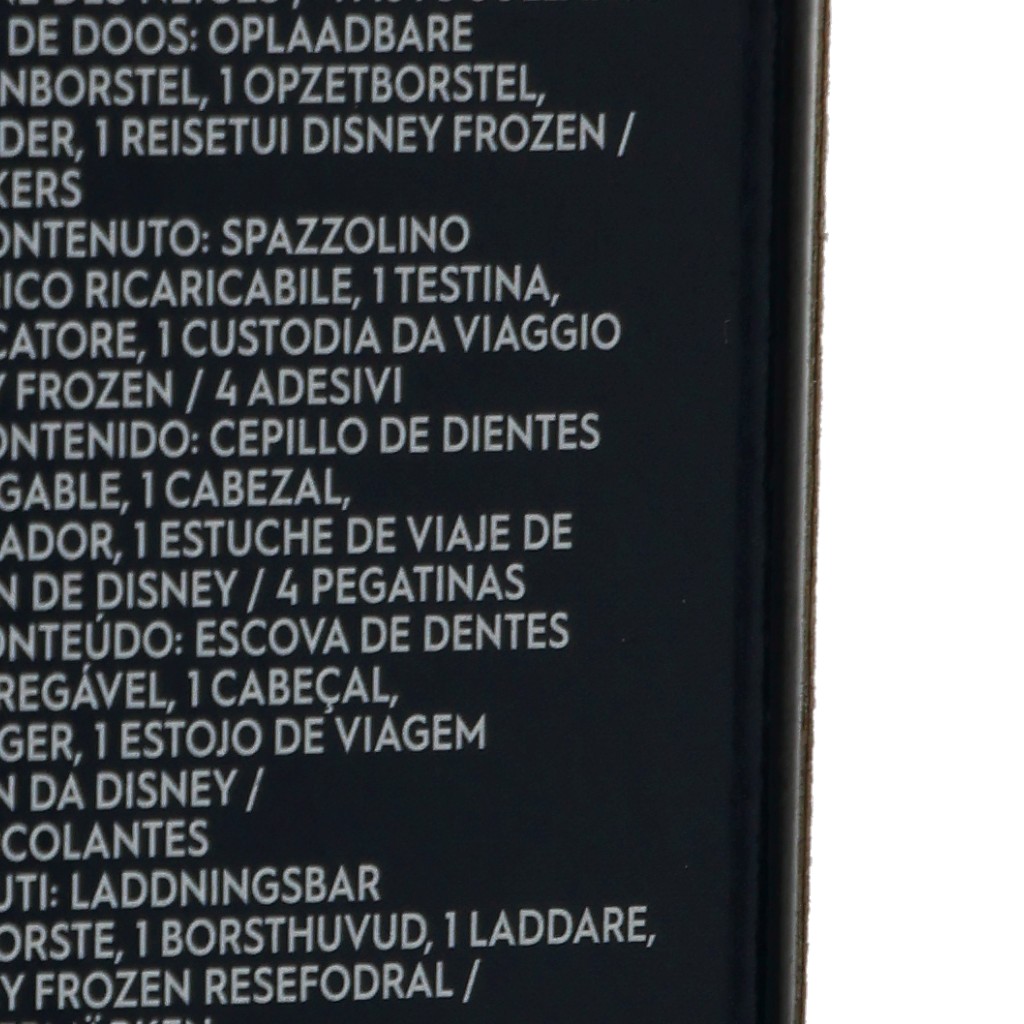 DE DOOS: OPLAADBARE
NBORSTEL, 1 OPZETBORSTEL,
DER, 1 REISETUI DISNEY FROZEN /
KERS
ONTENUTO: SPAZZOLINO
ICO RICARICABILE, 1 TESTINA,
CATORE, 1 CUSTODIA DA VIAGGIO
Y FROZEN / 4 ADESIVI
ONTENIDO: CEPILLO DE DIENTES
GABLE, 1 CABEZAL,
ADOR, 1 ESTUCHE DE VIAJE DE
N DE DISNEY / 4 PEGATINAS
ONTEÚDO: ESCOVA DE DENTES
REGÁVEL, 1 CABEÇAL,
GER, 1 ESTOJO DE VIAGEM
N DA DISNEY /
COLANTES
UTI: LADDNINGSBAR
ORSTE, 1 BORSTHUVUD, 1 LADDARE,
Y FROZEN RESEFODRAL /